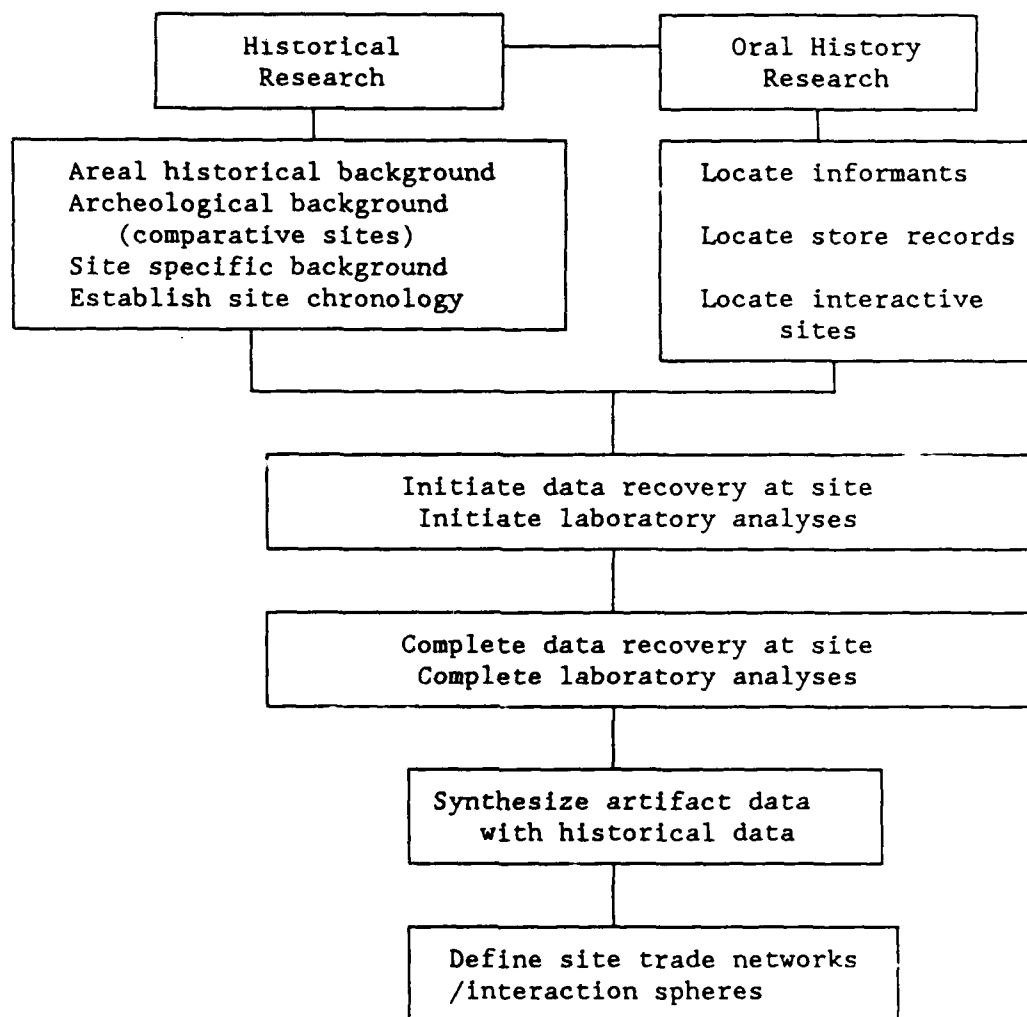 Historical
Research
Oral History
Research
Areal historical background
Archeological background
(comparative sites)
Site specific background
Establish site chronology
Locate informants
Locate store records
Locate interactive
sites
Initiate data recovery at site
Initiate laboratory analyses
Complete data recovery at site
Complete laboratory analyses
Synthesize artifact data
with historical data
Define site trade networks
/interaction spheres